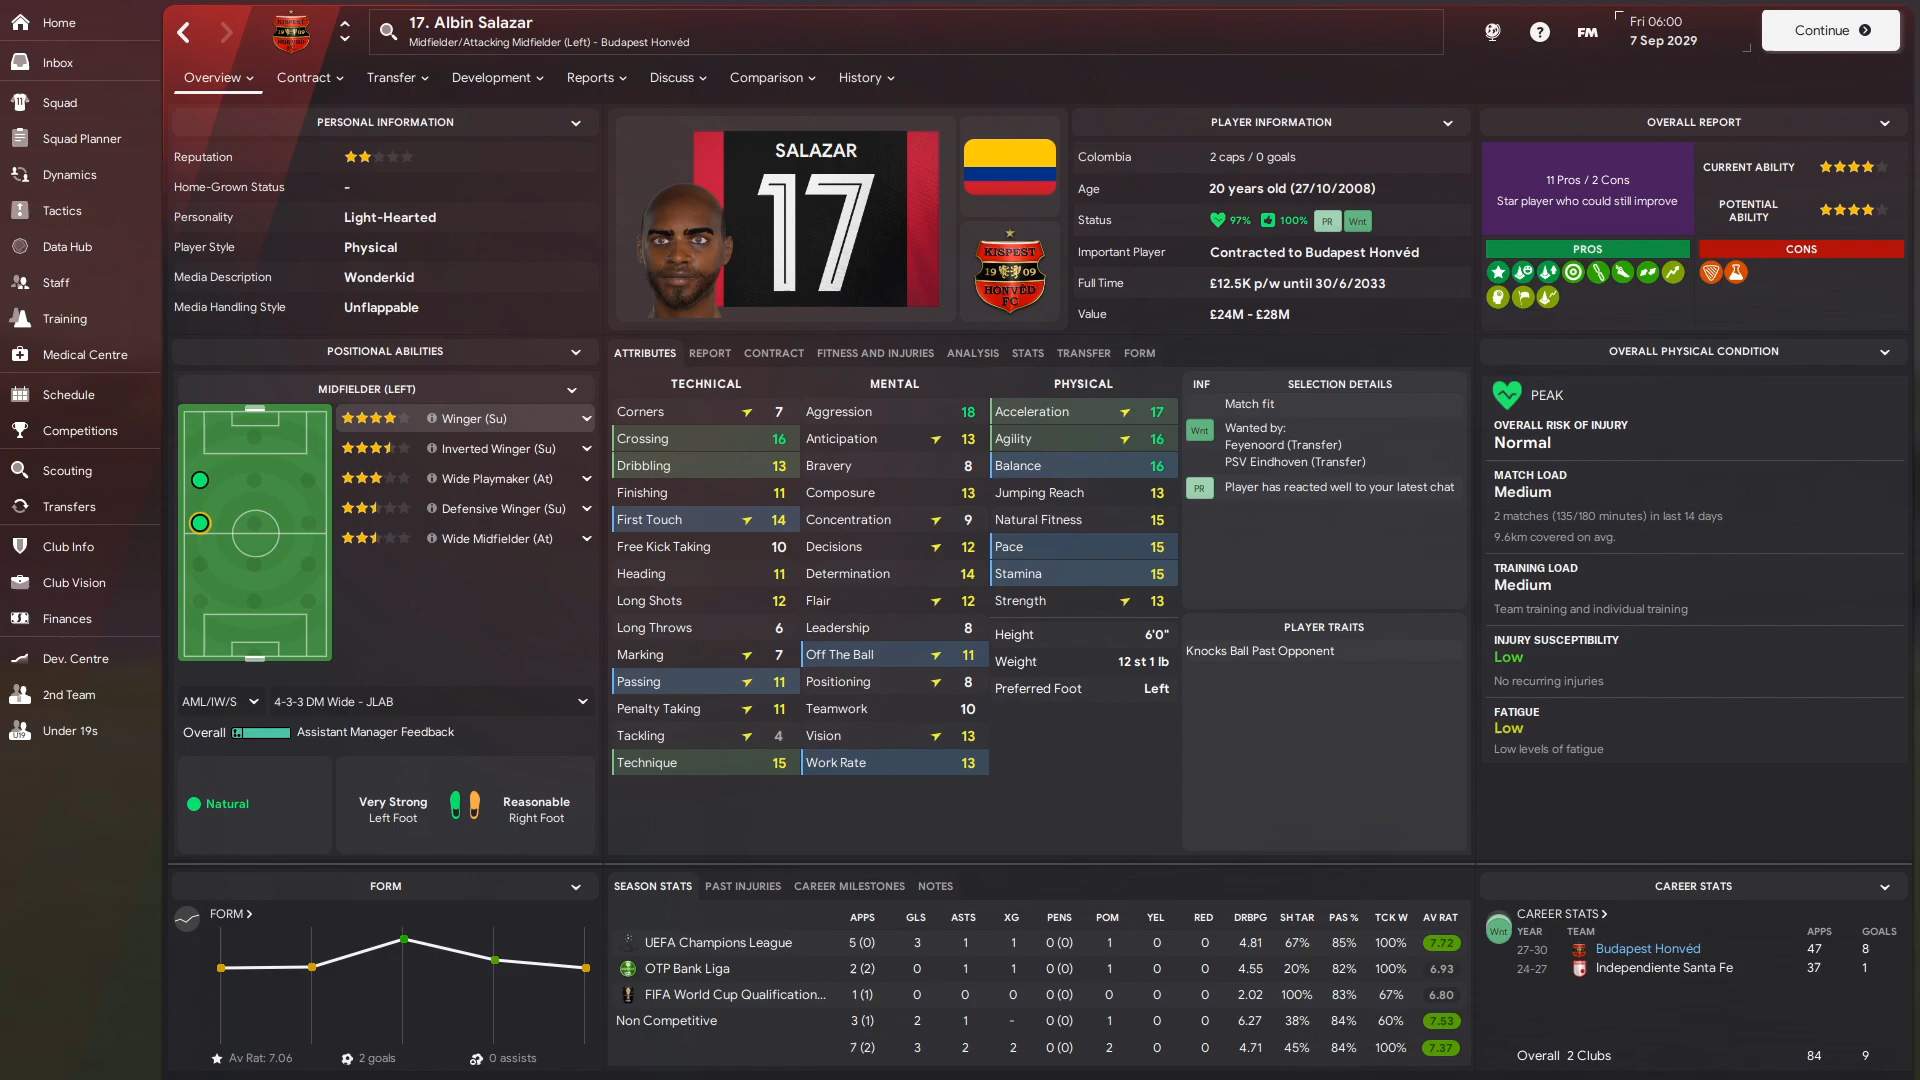 Home
Inbox
Squad
Squad Planner
Dynamics
Tactics
Data Hub
Staff
Training
Medical Centre
Schedule
Competitions
Scouting
Transfers
Club Info
Club Vision
Finances
Dev. Centre
2nd Team
Under 19s
17. Albin Salazar
Midfielder/Attacking Midfielder (Left) - Budapest Honvéd
FM
Fri 06:00
7 Sep 2029
Continue
Overview
Contract
Transfer
Development
Reports
Discuss
Comparison
History
PERSONAL INFORMATION
Reputation
Home-Grown Status -
Personality Light-Hearted
Player Style Physical
Media Description Wonderkid
Media Handling Style Unflappable
SALAZAR
17
KISPEST
1909
HONVÉD
FC
PLAYER INFORMATION
Colombia 2 caps / 0 goals
Age 20 years old (27/10/2008)
Status 97% 100% PR Wnt
Important Player Contracted to Budapest Honvéd
Full Time £12.5K p/w until 30/6/2033
Value £24M - £28M
OVERALL REPORT
11 Pros / 2 Cons
Star player who could still improve
CURRENT ABILITY
POTENTIAL ABILITY
PROS
CONS
POSITIONAL ABILITIES
MIDFIELDER (LEFT)
Winger (Su)
Inverted Winger (Su)
Wide Playmaker (At)
Defensive Winger (Su)
Wide Midfielder (At)
AML/IW/S
4-3-3 DM Wide - JLAB
Overall Assistant Manager Feedback
Natural
Very Strong
Left Foot
Reasonable
Right Foot
ATTRIBUTES REPORT CONTRACT FITNESS AND INJURIES ANALYSIS STATS TRANSFER FORM
TECHNICAL
Corners 7
Crossing 16
Dribbling 13
Finishing 11
First Touch 14
Free Kick Taking 10
Heading 11
Long Shots 12
Long Throws 6
Marking 7
Passing 11
Penalty Taking 11
Tackling 4
Technique 15
MENTAL
Aggression 18
Anticipation 13
Bravery 8
Composure 13
Concentration 9
Decisions 12
Determination 14
Flair 12
Leadership 8
Off The Ball 11
Positioning 8
Teamwork 10
Vision 13
Work Rate 13
PHYSICAL
Acceleration 17
Agility 16
Balance 16
Jumping Reach 13
Natural Fitness 15
Pace 15
Stamina 15
Strength 13
Height 6'0"
Weight 12 st 1 lb
Preferred Foot Left
INF SELECTION DETAILS
Match fit
Wnt Wanted by:
Feyenoord (Transfer)
PSV Eindhoven (Transfer)
PR Player has reacted well to your latest chat
PLAYER TRAITS
Knocks Ball Past Opponent
OVERALL PHYSICAL CONDITION
PEAK
OVERALL RISK OF INJURY
Normal
MATCH LOAD
Medium
2 matches (135/180 minutes) in last 14 days
9.6km covered on avg.
TRAINING LOAD
Medium
Team training and individual training
INJURY SUSCEPTIBILITY
Low
No recurring injuries
FATIGUE
Low
Low levels of fatigue
FORM
FORM
Av Rat: 7.06 2 goals 0 assists
SEASON STATS PAST INJURIES CAREER MILESTONES NOTES
APPS GLS ASTS XG PENS POM YEL RED DRBPG SH TAR PAS % TCK W AV RAT
UEFA Champions League 5 (0) 3 1 1 0 (0) 1 0 0 4.81 67% 85% 100% 7.72
OTP Bank Liga 2 (2) 0 1 1 0 (0) 1 0 0 4.55 20% 82% 100% 6.93
FIFA World Cup Qualification... 1 (1) 0 0 0 0 (0) 0 0 0 2.02 100% 83% 67% 6.80
Non Competitive 3 (1) 2 1 - 0 (0) 1 0 0 6.27 38% 84% 60% 7.53
7 (2) 3 2 2 0 (0) 2 0 0 4.71 45% 84% 100% 7.37
CAREER STATS
Wnt
CAREER STATS
YEAR TEAM APPS GOALS
27-30 Budapest Honvéd 47 8
24-27 Independiente Santa Fe 37 1
Overall 2 Clubs 84 9